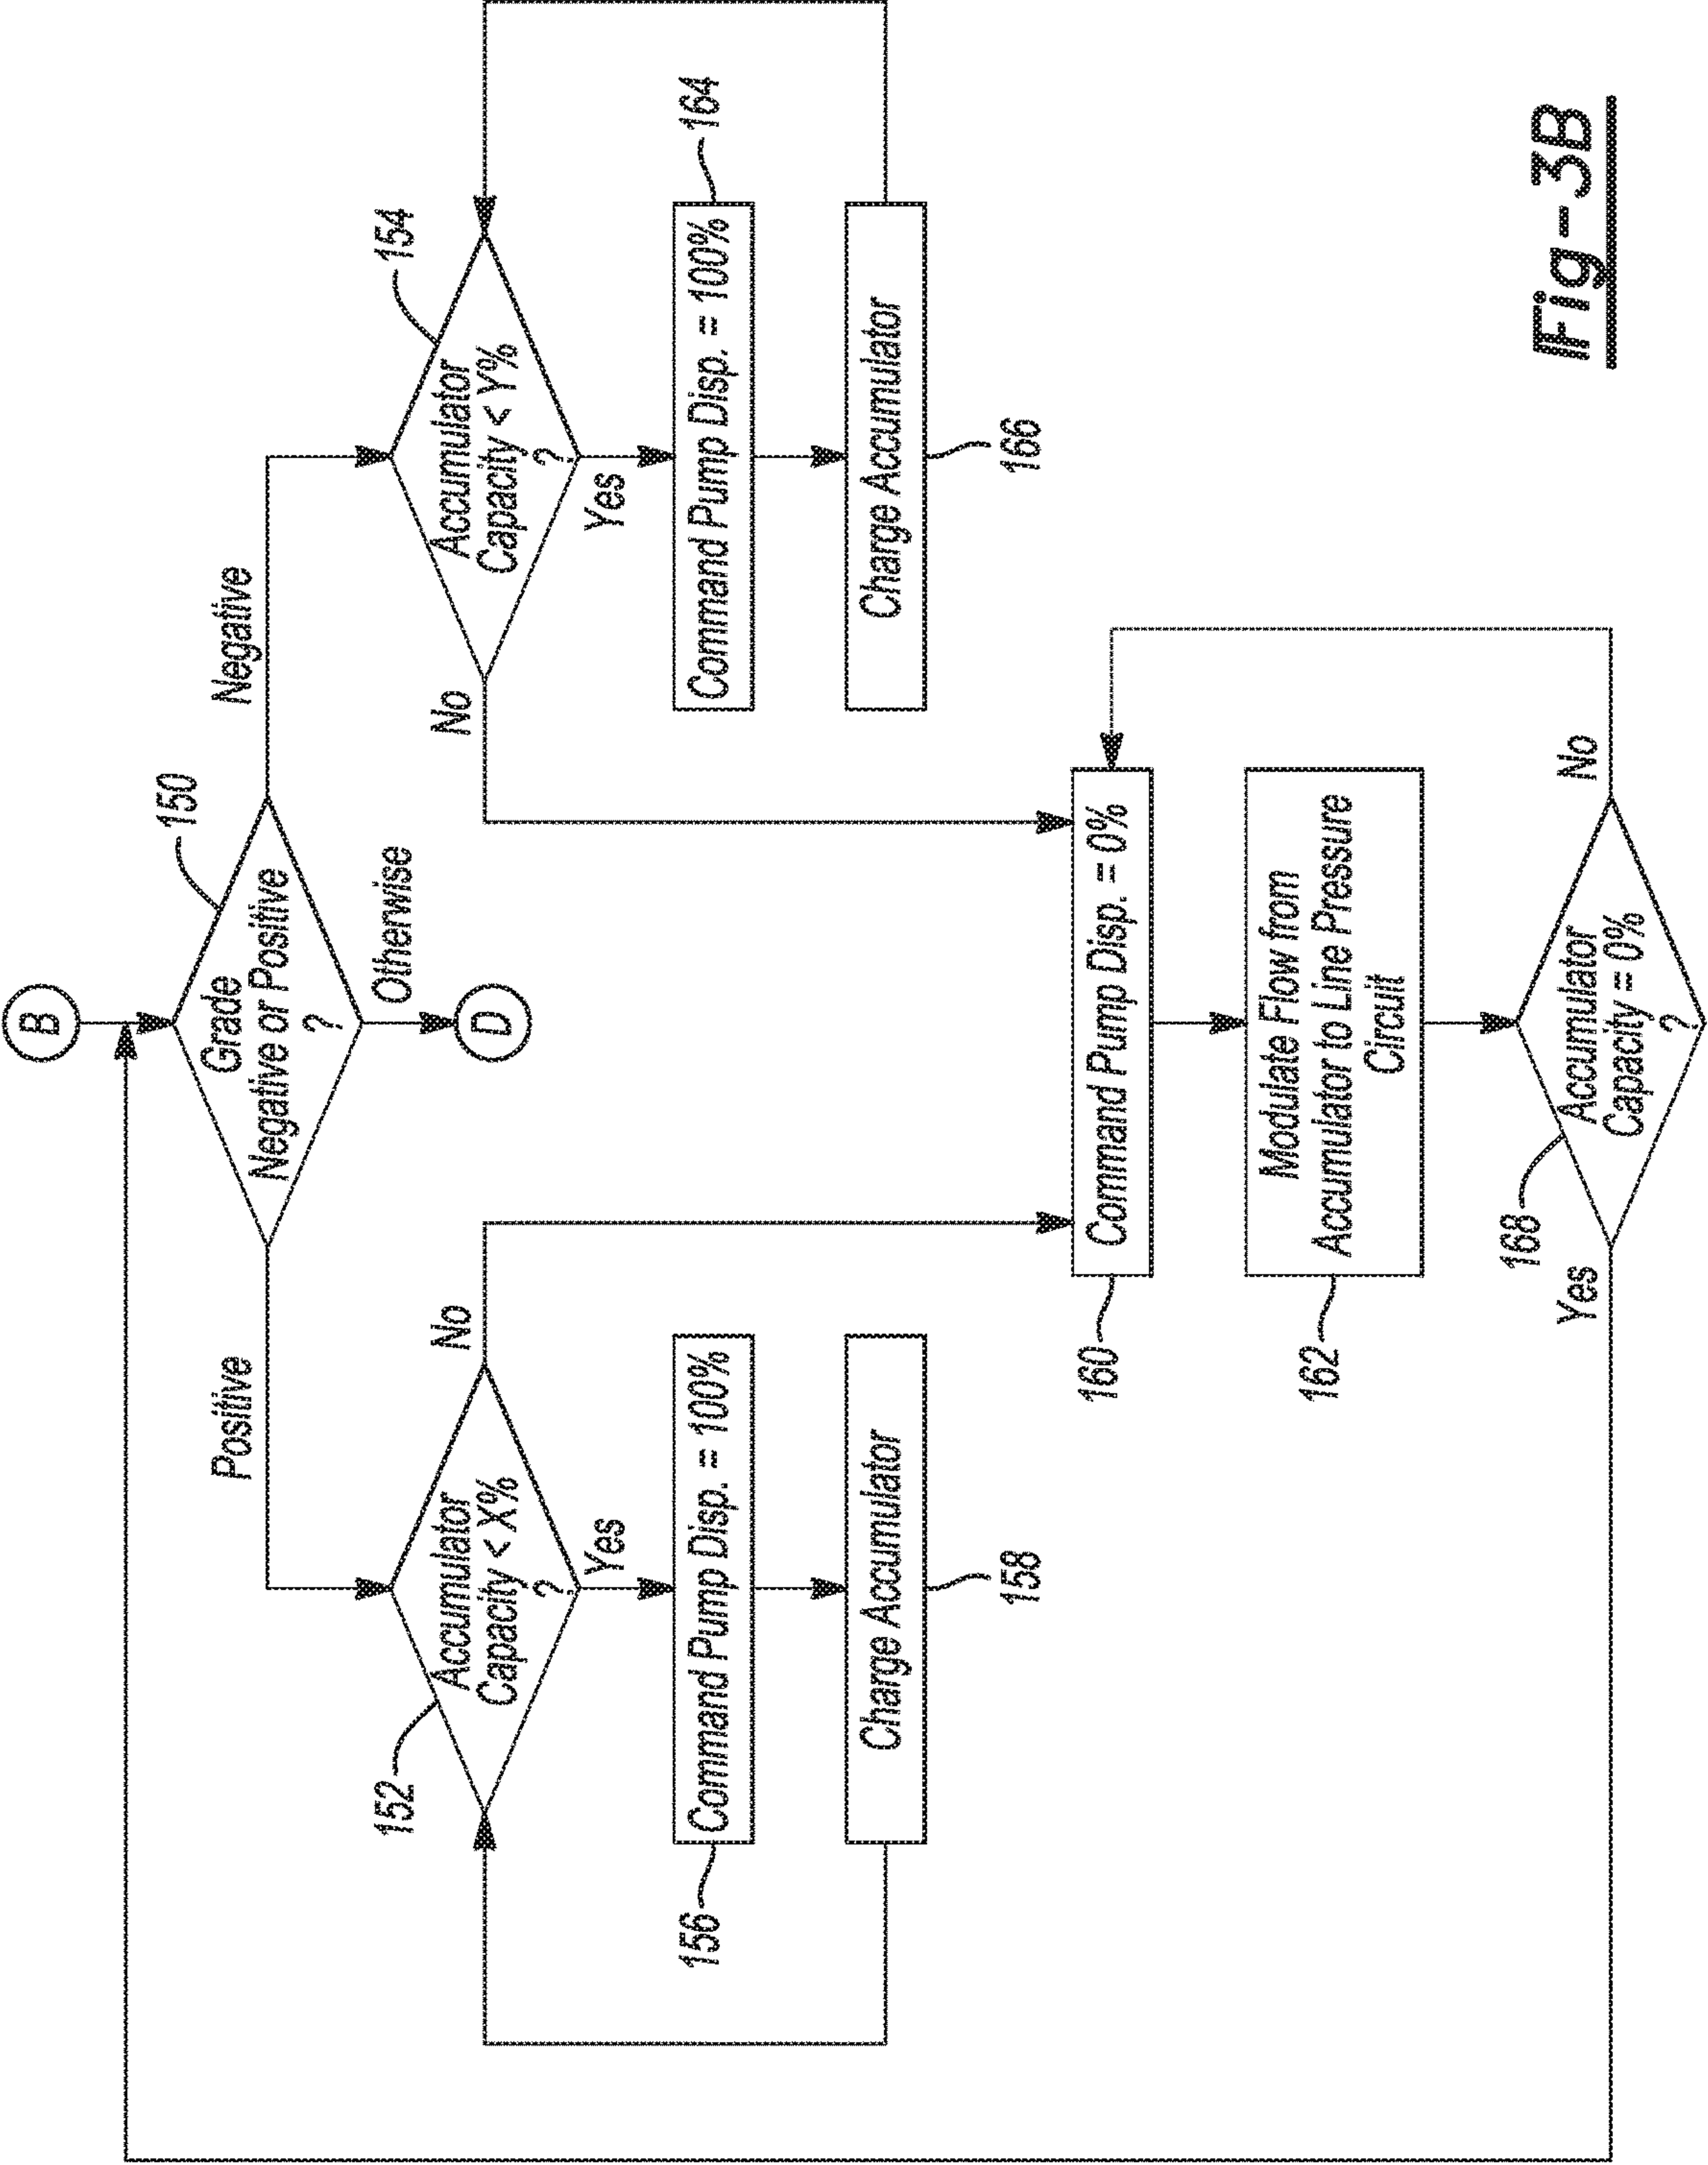 B
150
Grade
Negative or Positive
?
Positive
Negative
Otherwise
D
152
Accumulator
Capacity < X%
?
No
Yes
154
Accumulator
Capacity < Y%
?
No
Yes
156
Command Pump Disp. = 100%
164
Command Pump Disp. = 100%
Charge Accumulator
158
Charge Accumulator
166
160
Command Pump Disp. = 0%
162
Modulate Flow from
Accumulator to Line Pressure
Circuit
168
Accumulator
Capacity = 0%
?
Yes
No
Fig-3B